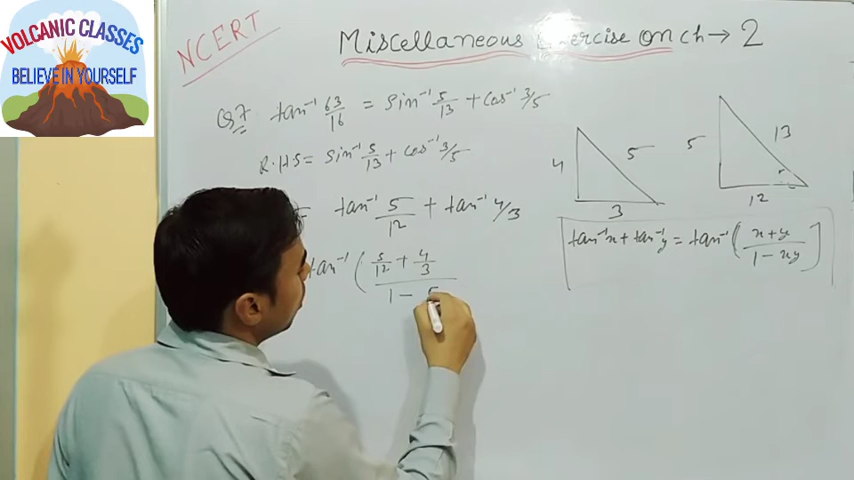 VOLCANIC CLASSES
BELIEVE IN YOURSELF
NCERT
Miscellaneous Exercise on ch → 2
Qs 7 tan⁻¹ 63/16 = sin⁻¹ 5/13 + cos⁻¹ 3/5
R.H.S = sin⁻¹ 5/13 + cos⁻¹ 3/5
= tan⁻¹ 5/12 + tan⁻¹ 4/3
tan⁻¹ ( 5/12 + 4/3
1 - 5
4 5 3
5 13 12
tan⁻¹x + tan⁻¹y = tan⁻¹ ( x+y / 1-xy )